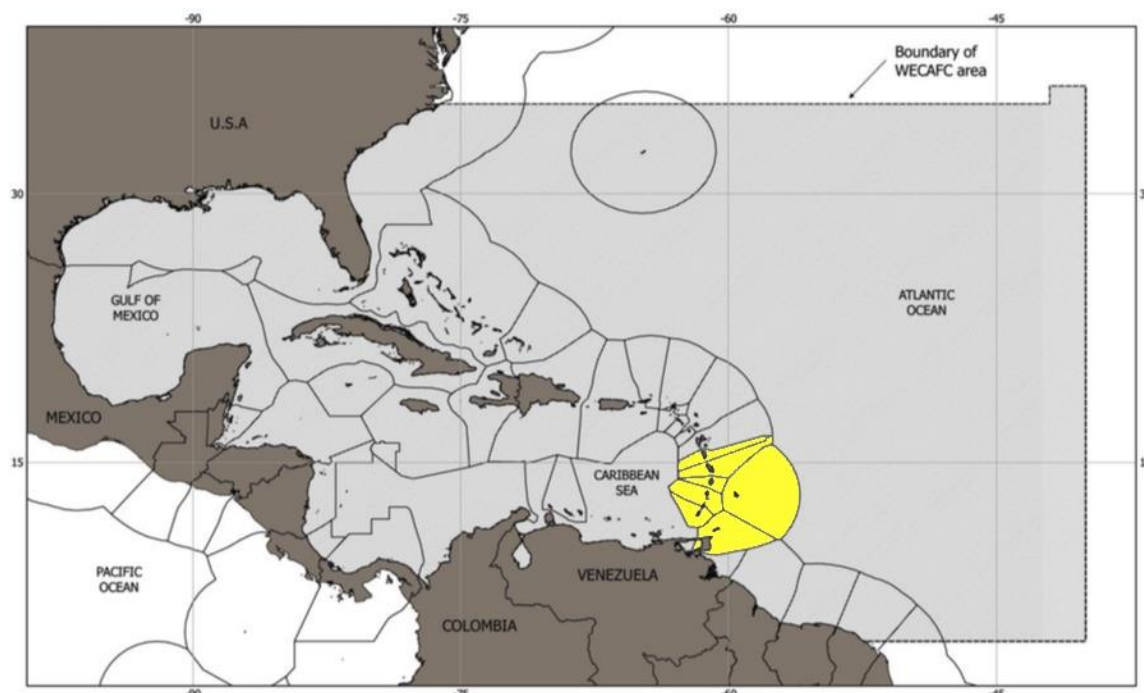 -90 -75 -60 -45
Boundary of
WECAFC area
U.S.A
30
GULF OF
MEXICO
ATLANTIC
OCEAN
MEXICO
15
CARIBBEAN
SEA
PACIFIC
OCEAN
VENEZUELA
COLOMBIA